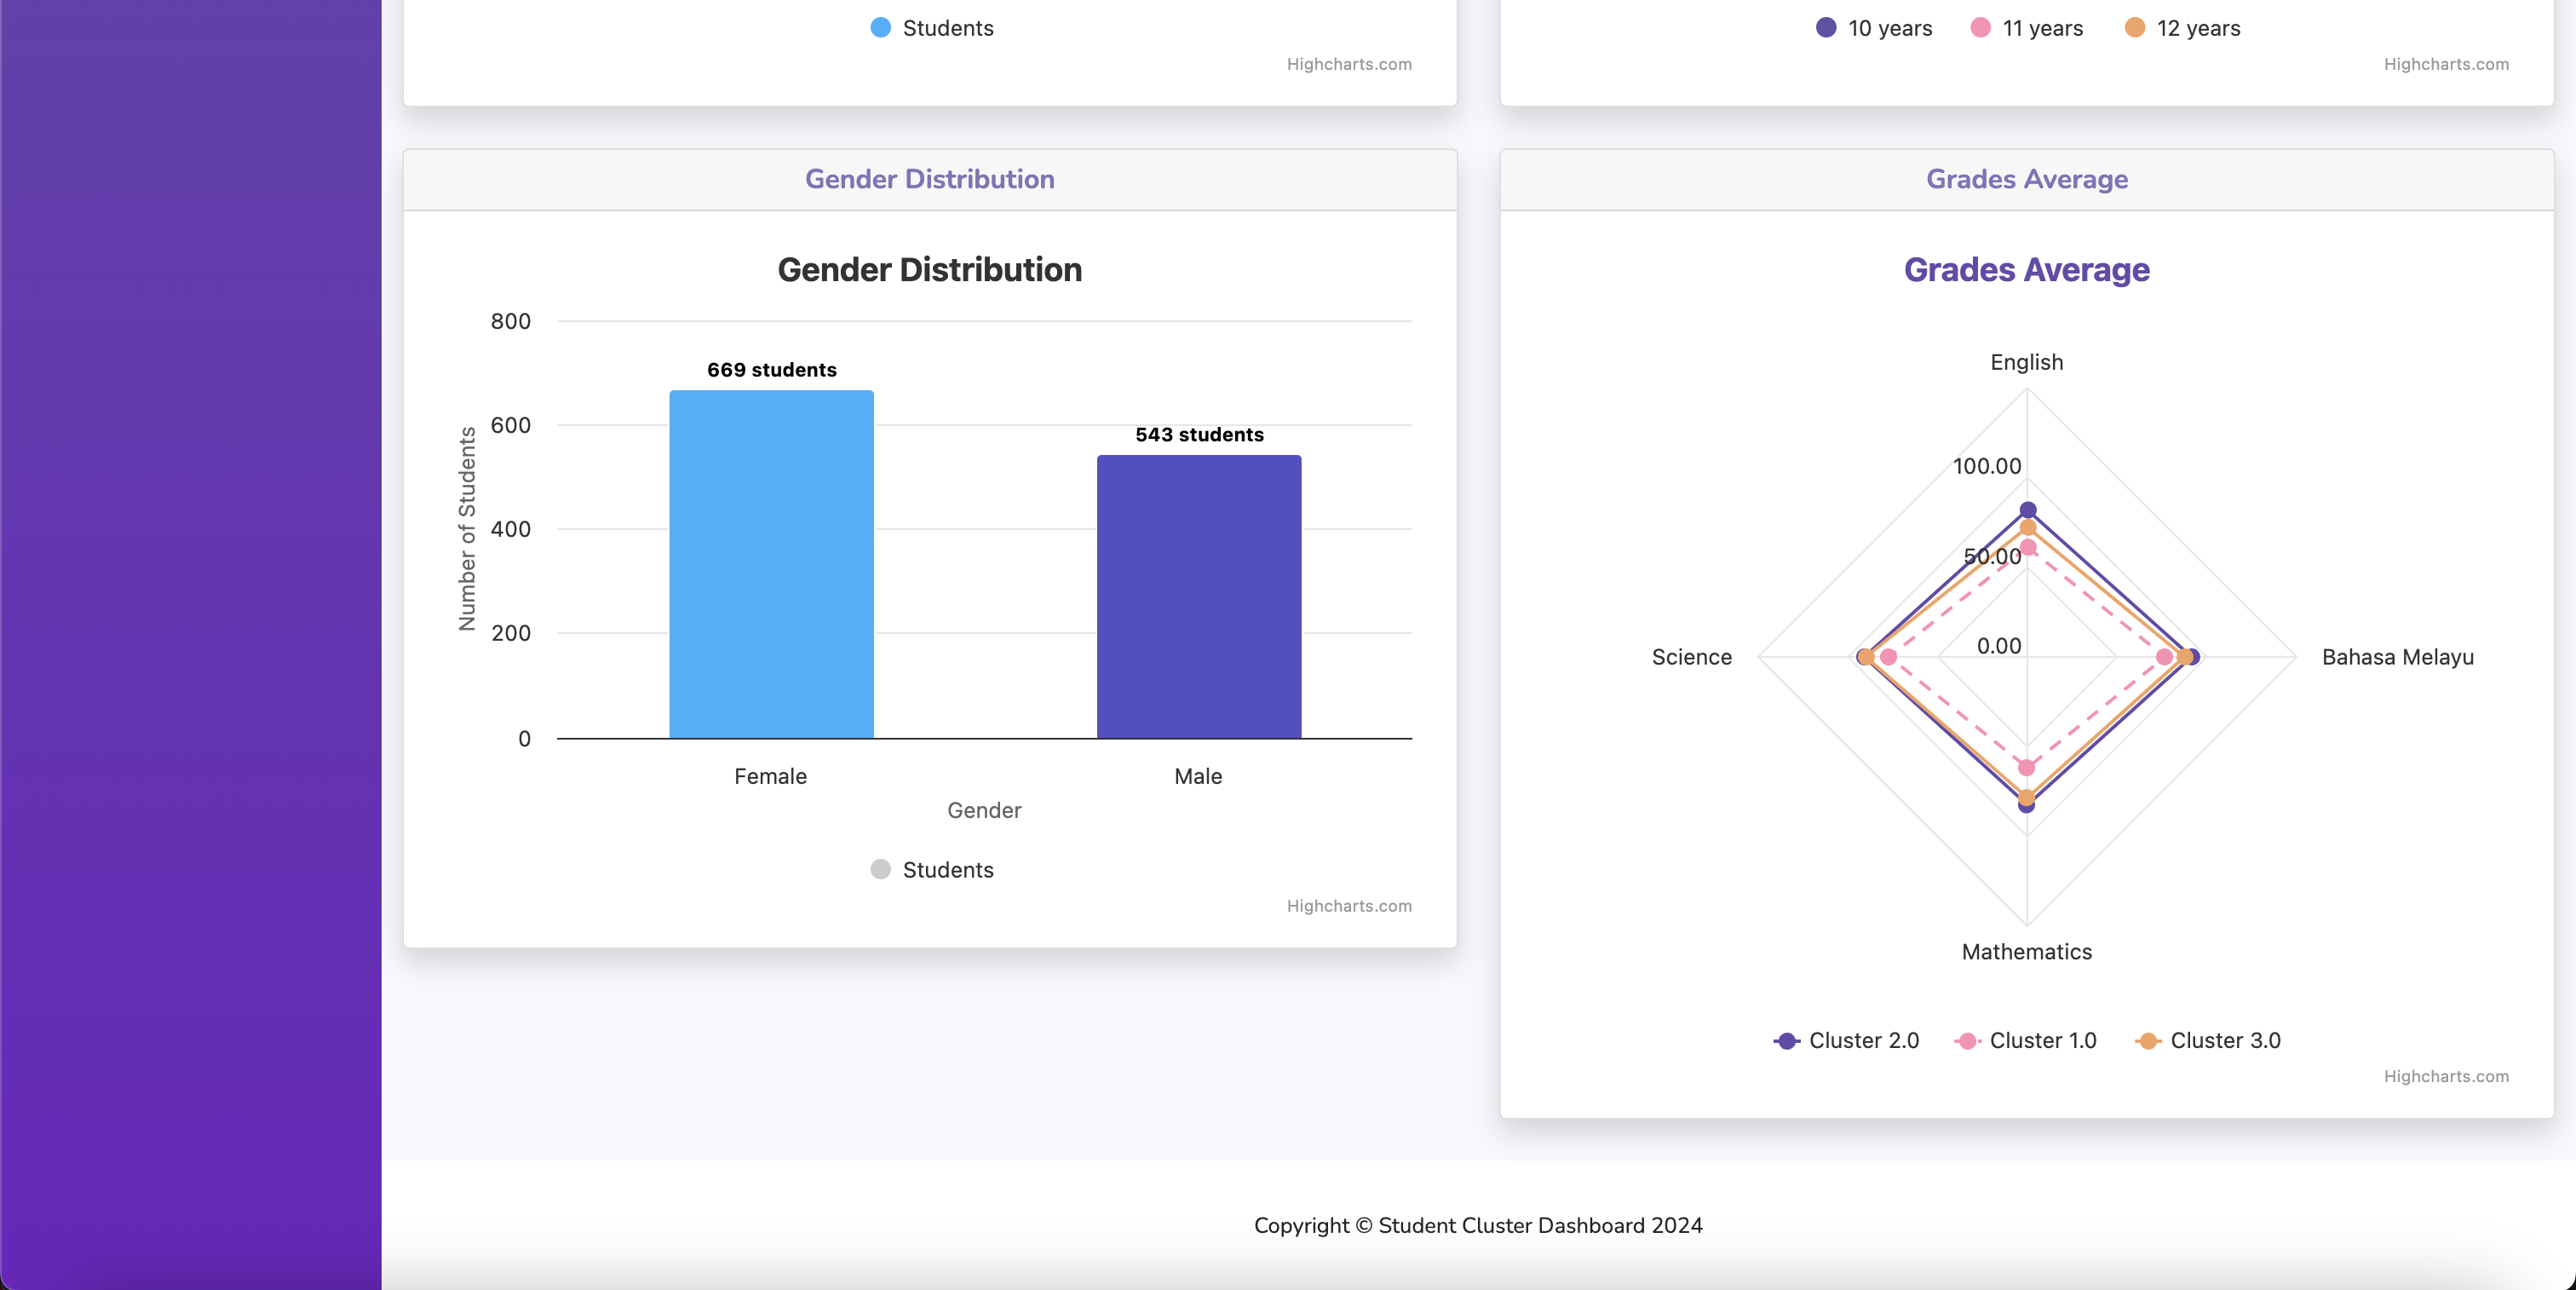 Students
Highcharts.com
10 years
11 years
12 years
Highcharts.com
Gender Distribution
Gender Distribution
800
600
400
200
0
Number of Students
669 students
543 students
Female
Male
Gender
Students
Highcharts.com
Grades Average
Grades Average
English
100.00
50.00
0.00
Science
Bahasa Melayu
Mathematics
Cluster 2.0
Cluster 1.0
Cluster 3.0
Highcharts.com
Copyright © Student Cluster Dashboard 2024